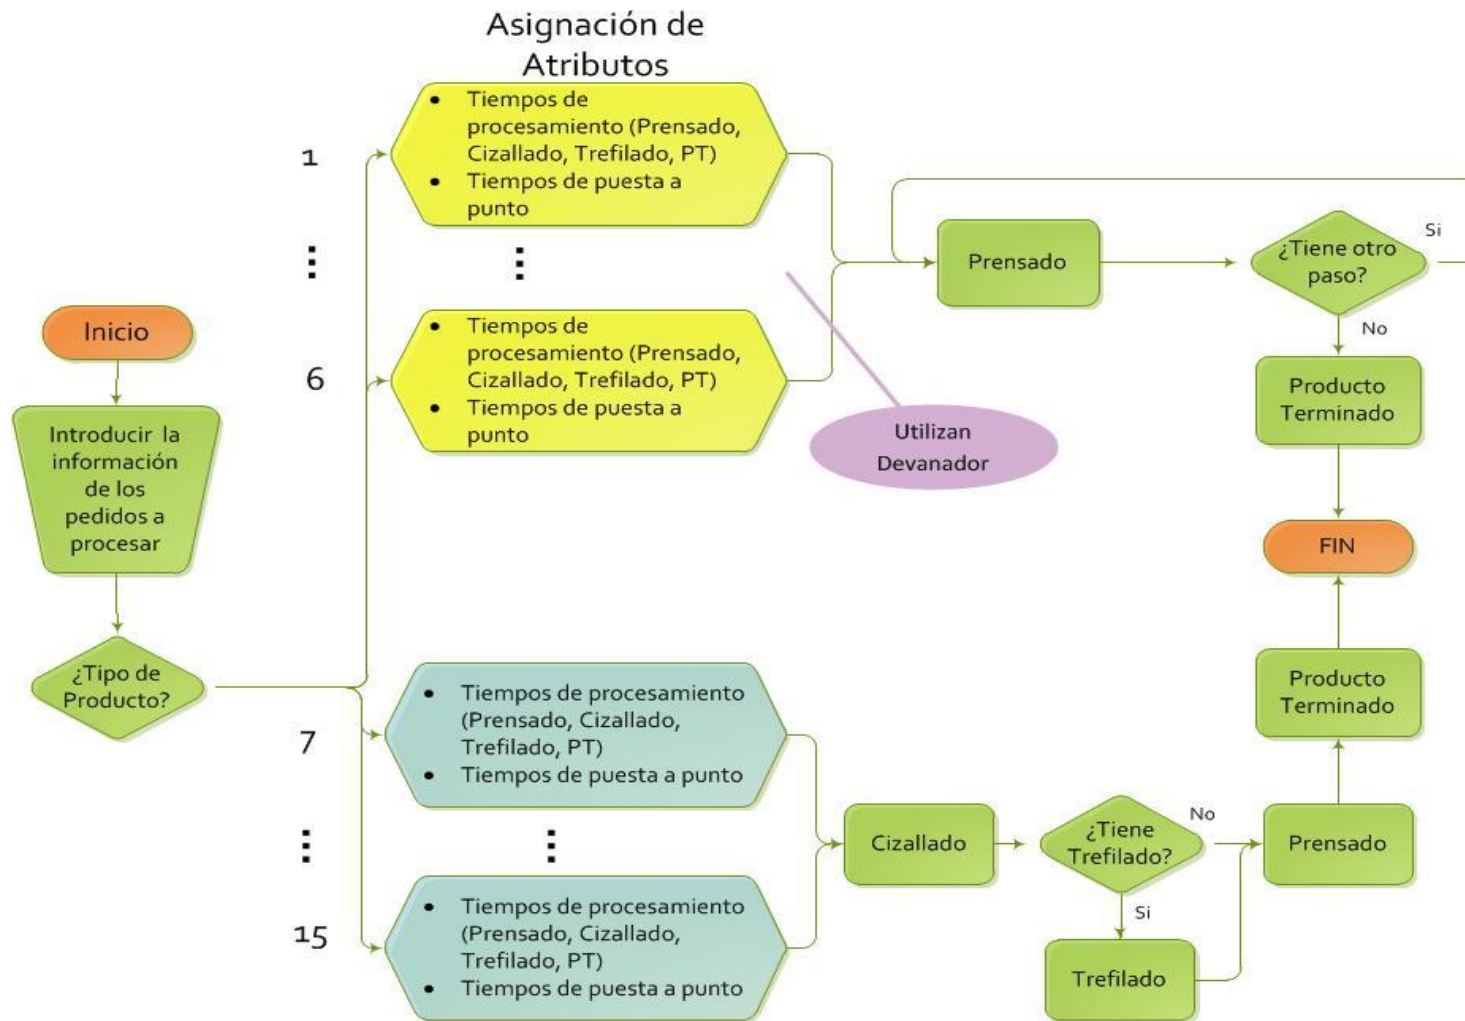 Asignación de
Atributos
1
• Tiempos de
procesamiento (Prensado,
Cizallado, Trefilado, PT)
• Tiempos de puesta a
punto
Prensado
¿Tiene otro
paso?
Si
No
Inicio
6
• Tiempos de
procesamiento (Prensado,
Cizallado, Trefilado, PT)
• Tiempos de puesta a
punto
Utilizan
Devanador
Producto
Terminado
Introducir la
información
de los
pedidos a
procesar
FIN
¿Tipo de
Producto?
7
• Tiempos de procesamiento
(Prensado, Cizallado,
Trefilado, PT)
• Tiempos de puesta a punto
Producto
Terminado
Cizallado
¿Tiene
Trefilado?
No
Si
Prensado
15
• Tiempos de procesamiento
(Prensado, Cizallado,
Trefilado, PT)
• Tiempos de puesta a punto
Trefilado